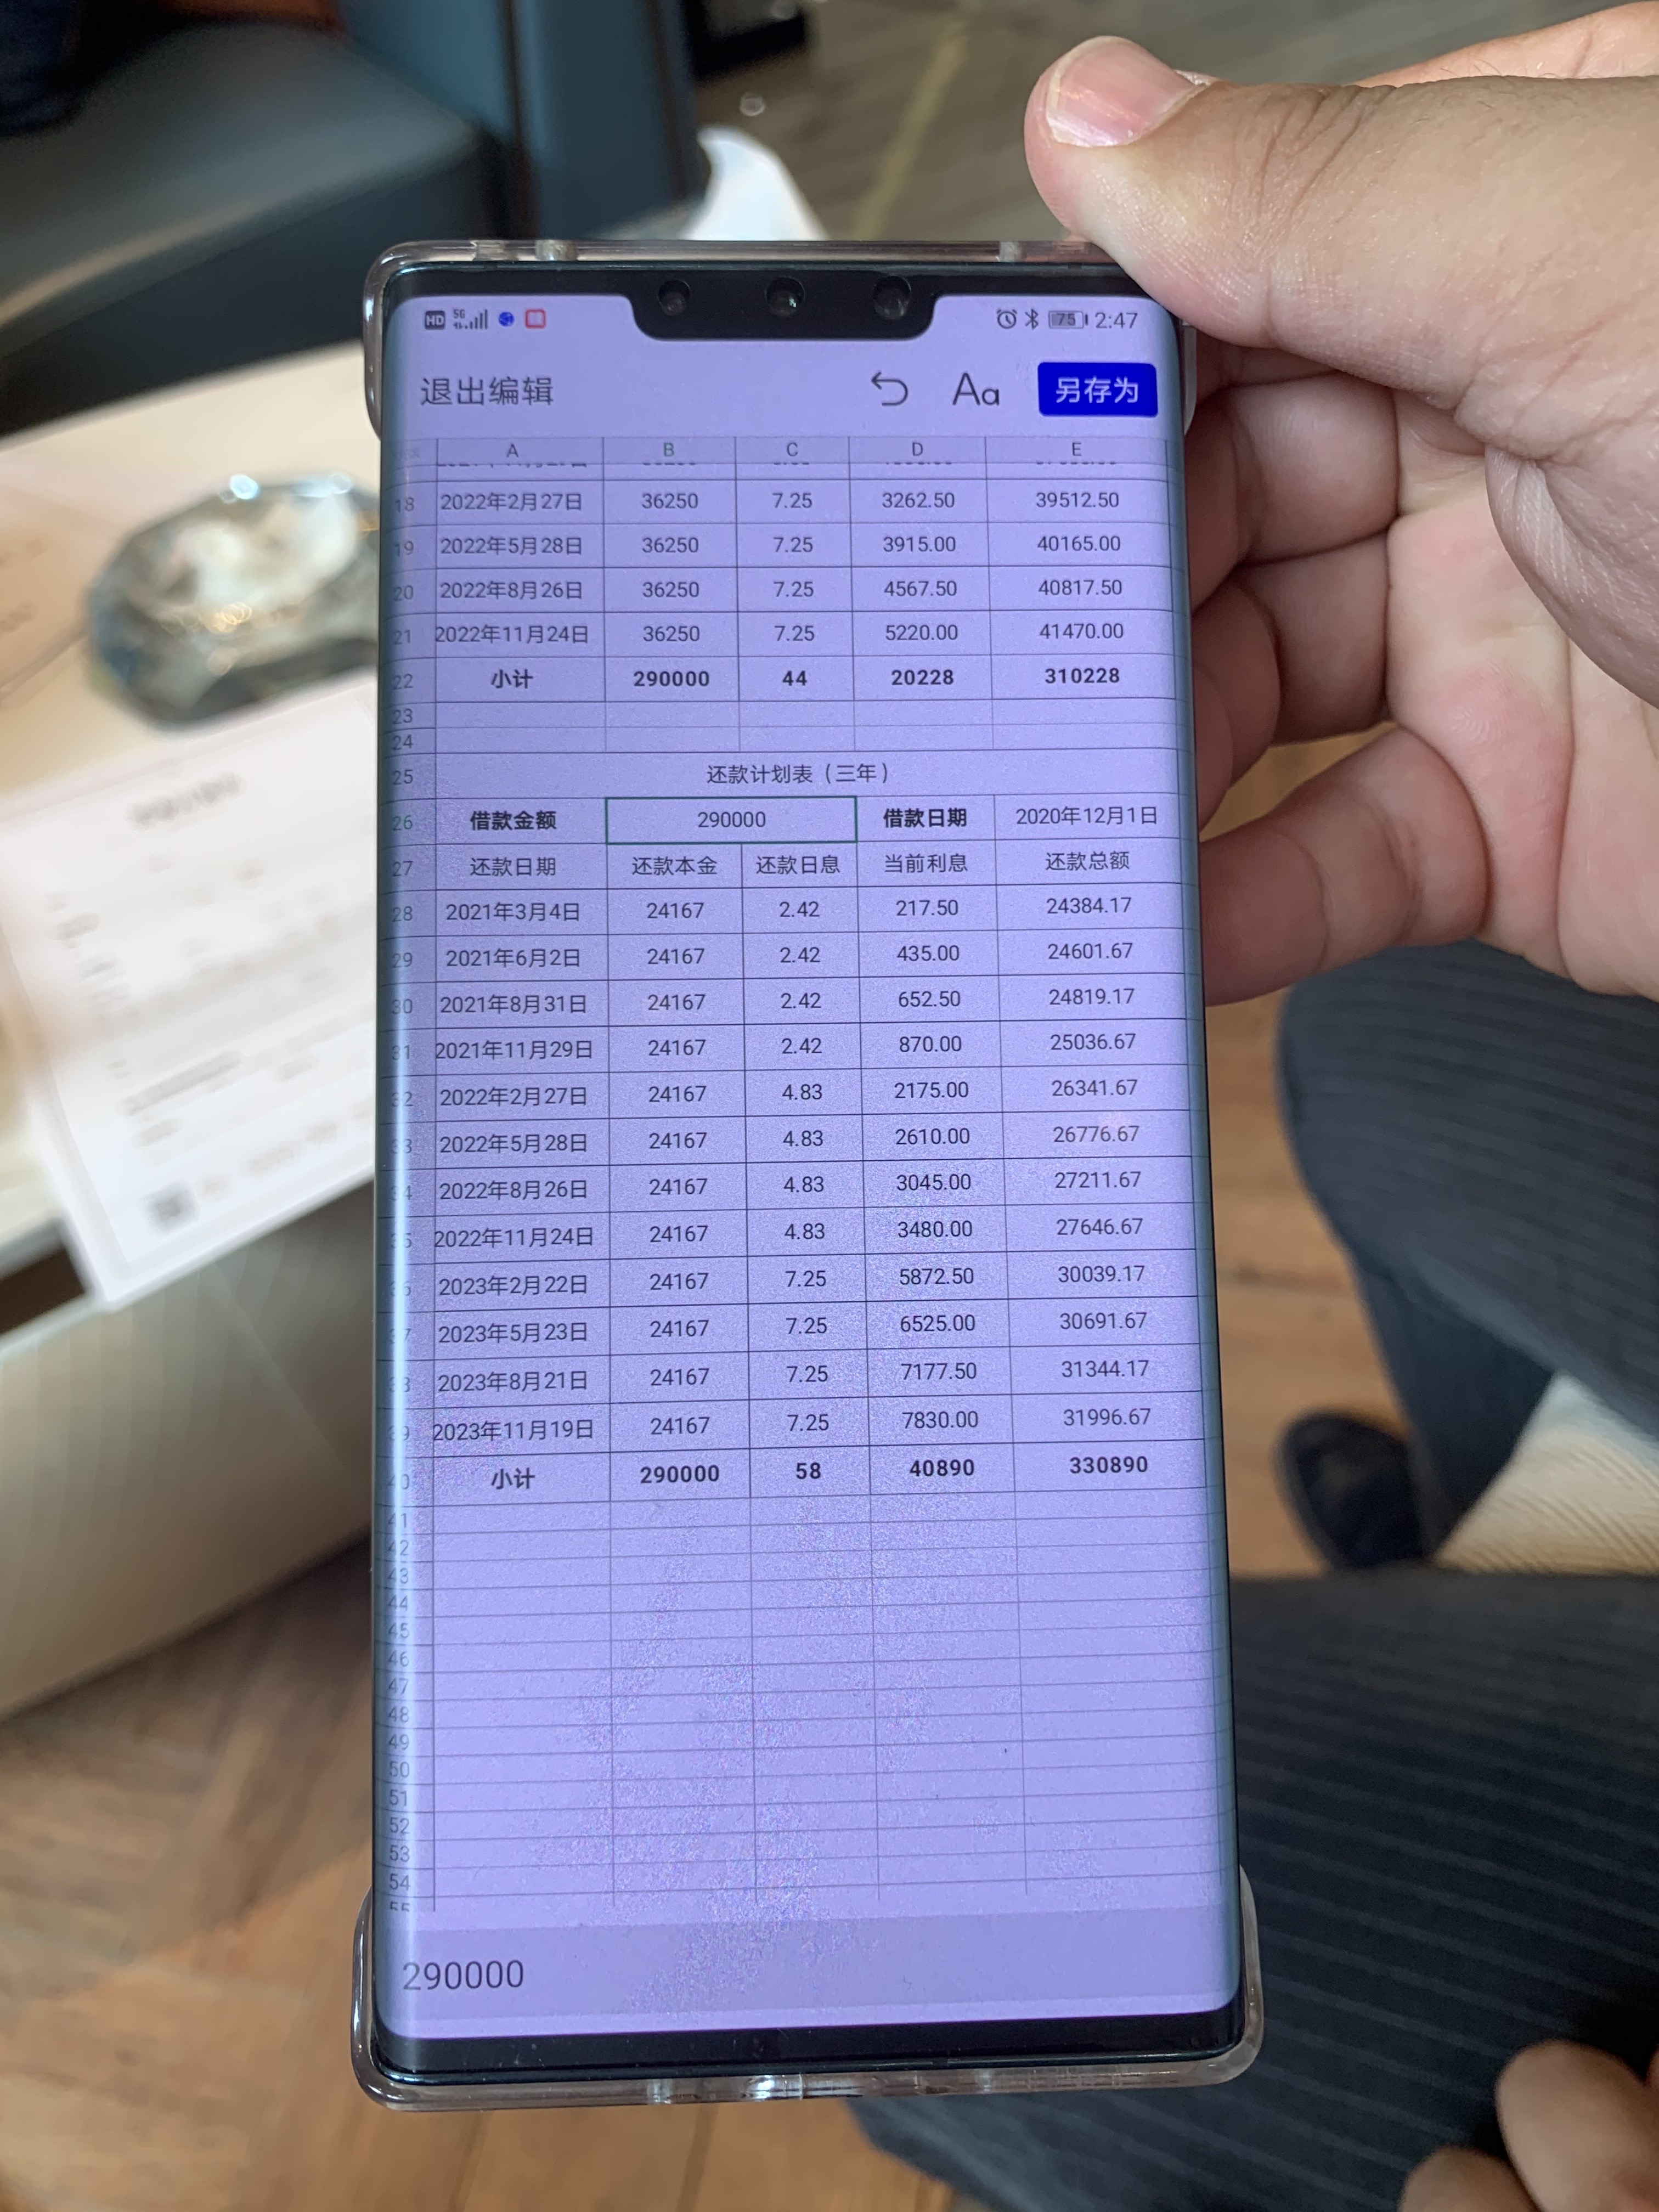 HD 5G 75 2:47
退出编辑 Aa 另存为
A B C D E
18 2022年2月27日 36250 7.25 3262.50 39512.50
19 2022年5月28日 36250 7.25 3915.00 40165.00
20 2022年8月26日 36250 7.25 4567.50 40817.50
21 2022年11月24日 36250 7.25 5220.00 41470.00
22 小计 290000 44 20228 310228
23
24
25 还款计划表（三年）
26 借款金额 290000 借款日期 2020年12月1日
27 还款日期 还款本金 还款日息 当前利息 还款总额
28 2021年3月4日 24167 2.42 217.50 24384.17
29 2021年6月2日 24167 2.42 435.00 24601.67
30 2021年8月31日 24167 2.42 652.50 24819.17
31 2021年11月29日 24167 2.42 870.00 25036.67
32 2022年2月27日 24167 4.83 2175.00 26341.67
33 2022年5月28日 24167 4.83 2610.00 26776.67
34 2022年8月26日 24167 4.83 3045.00 27211.67
35 2022年11月24日 24167 4.83 3480.00 27646.67
36 2023年2月22日 24167 7.25 5872.50 30039.17
37 2023年5月23日 24167 7.25 6525.00 30691.67
38 2023年8月21日 24167 7.25 7177.50 31344.17
39 2023年11月19日 24167 7.25 7830.00 31996.67
40 小计 290000 58 40890 330890
41
42
43
44
45
46
47
48
49
50
51
52
53
54
290000